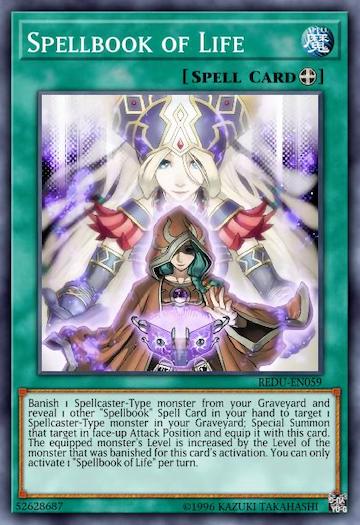 SPELLBOOK OF LIFE
魔
[SPELL CARD]
REDU-EN059
Banish 1 Spellcaster-Type monster from your Graveyard and
reveal 1 other "Spellbook" Spell Card in your hand to target 1
Spellcaster-Type monster in your Graveyard; Special Summon
that target in face-up Attack Position and equip it with this card.
The equipped monster's Level is increased by the Level of the
monster that was banished for this card's activation. You can only
activate 1 "Spellbook of Life" per turn.
52628687
©1996 KAZUKI TAKAHASHI